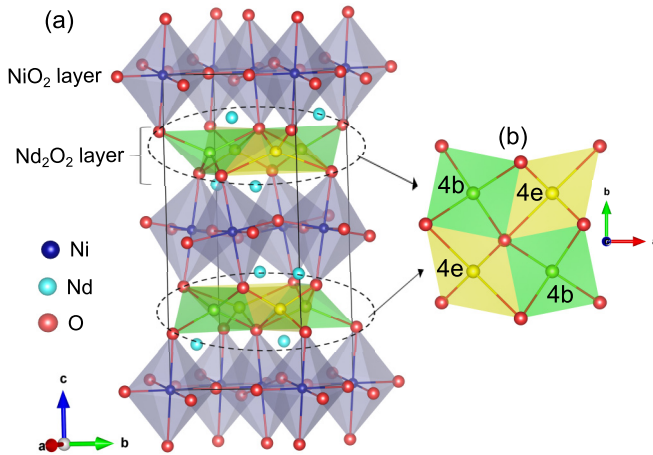 (a)
NiO₂ layer
Nd₂O₂ layer
Ni
Nd
O
c
a
b
(b)
4b
4e
4e
4b
b